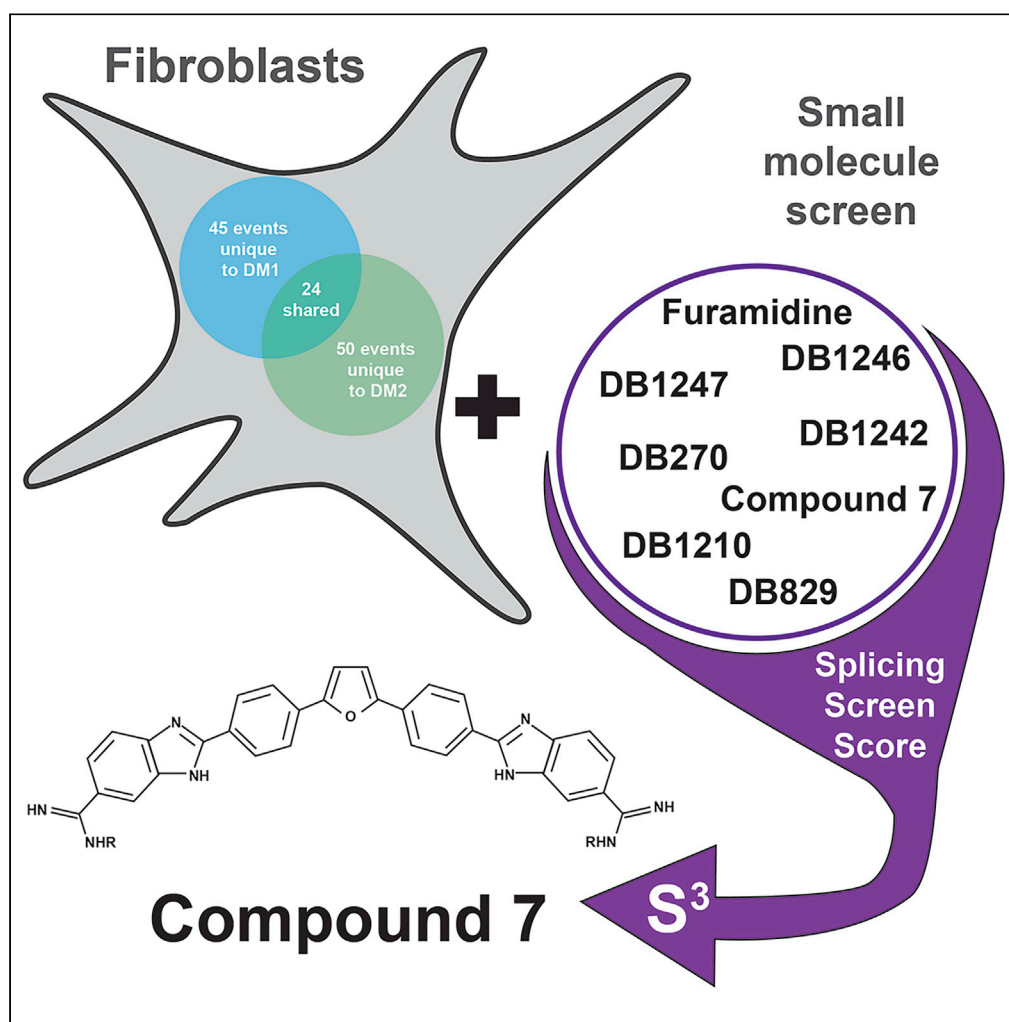 Fibroblasts
45 events
unique
to DM1
24
shared
50 events
unique
to DM2
Small
molecule
screen
Furamidine
DB1246
DB1247
DB1242
DB270
Compound 7
DB1210
DB829
Splicing
Screen
Score
S³
N
NH
HN
NHR
O
N
HN
NH
RHN
Compound 7